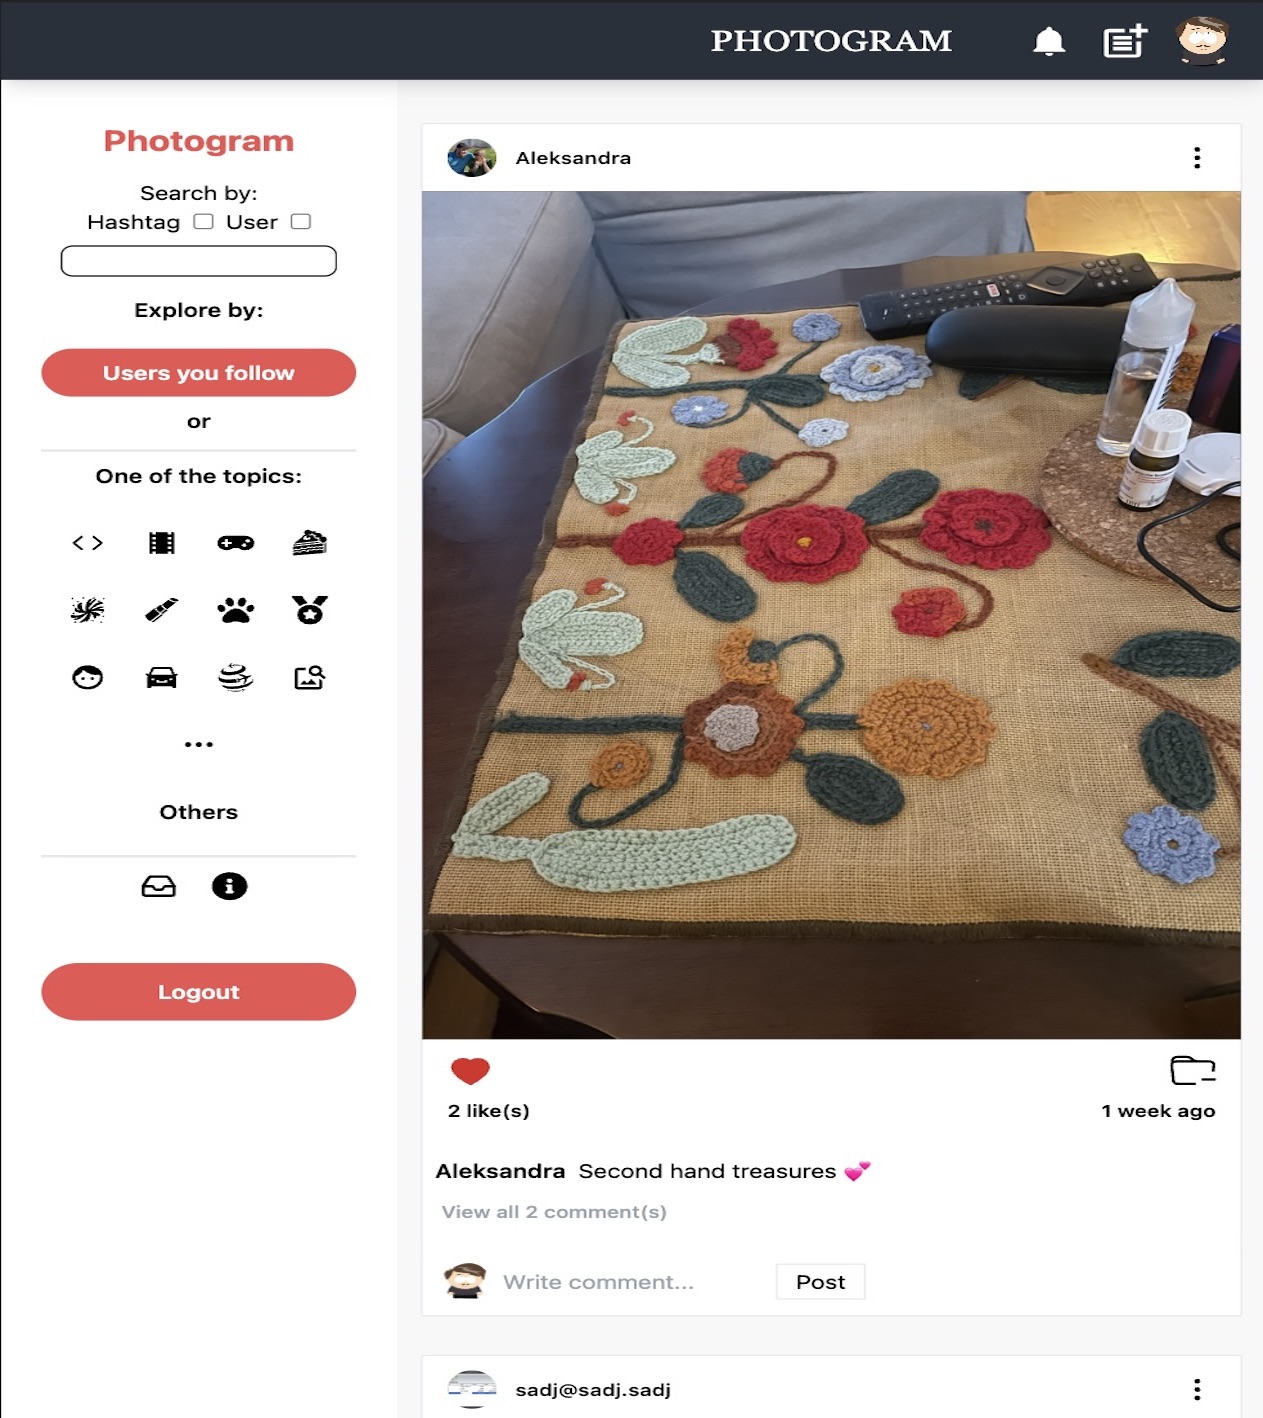 PHOTOGRAM
Photogram
Search by:
Hashtag User
Explore by:
Users you follow
or
One of the topics:
...
Others
Logout
Aleksandra
2 like(s)
1 week ago
Aleksandra Second hand treasures 💕
View all 2 comment(s)
Write comment...
Post
sadj@sadj.sadj